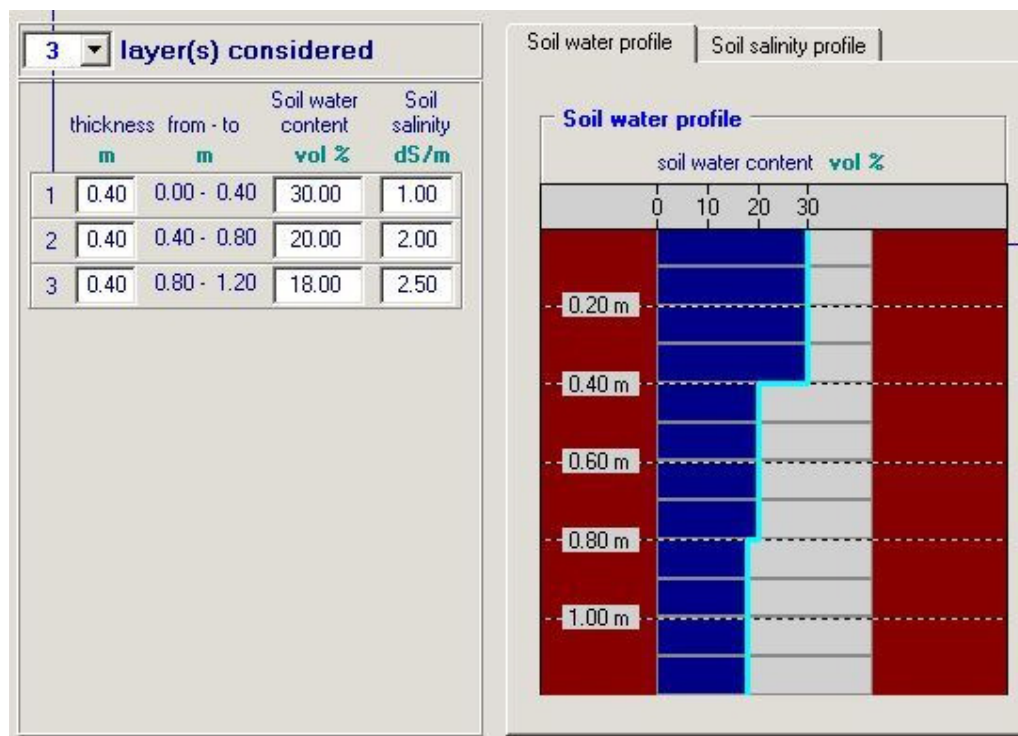 3 layer(s) considered
Soil water Soil
thickness from - to content salinity
m m vol % dS/m
1 0.40 0.00 - 0.40 30.00 1.00
2 0.40 0.40 - 0.80 20.00 2.00
3 0.40 0.80 - 1.20 18.00 2.50
Soil water profile Soil salinity profile
Soil water profile
soil water content vol %
0 10 20 30
0.20 m
0.40 m
0.60 m
0.80 m
1.00 m